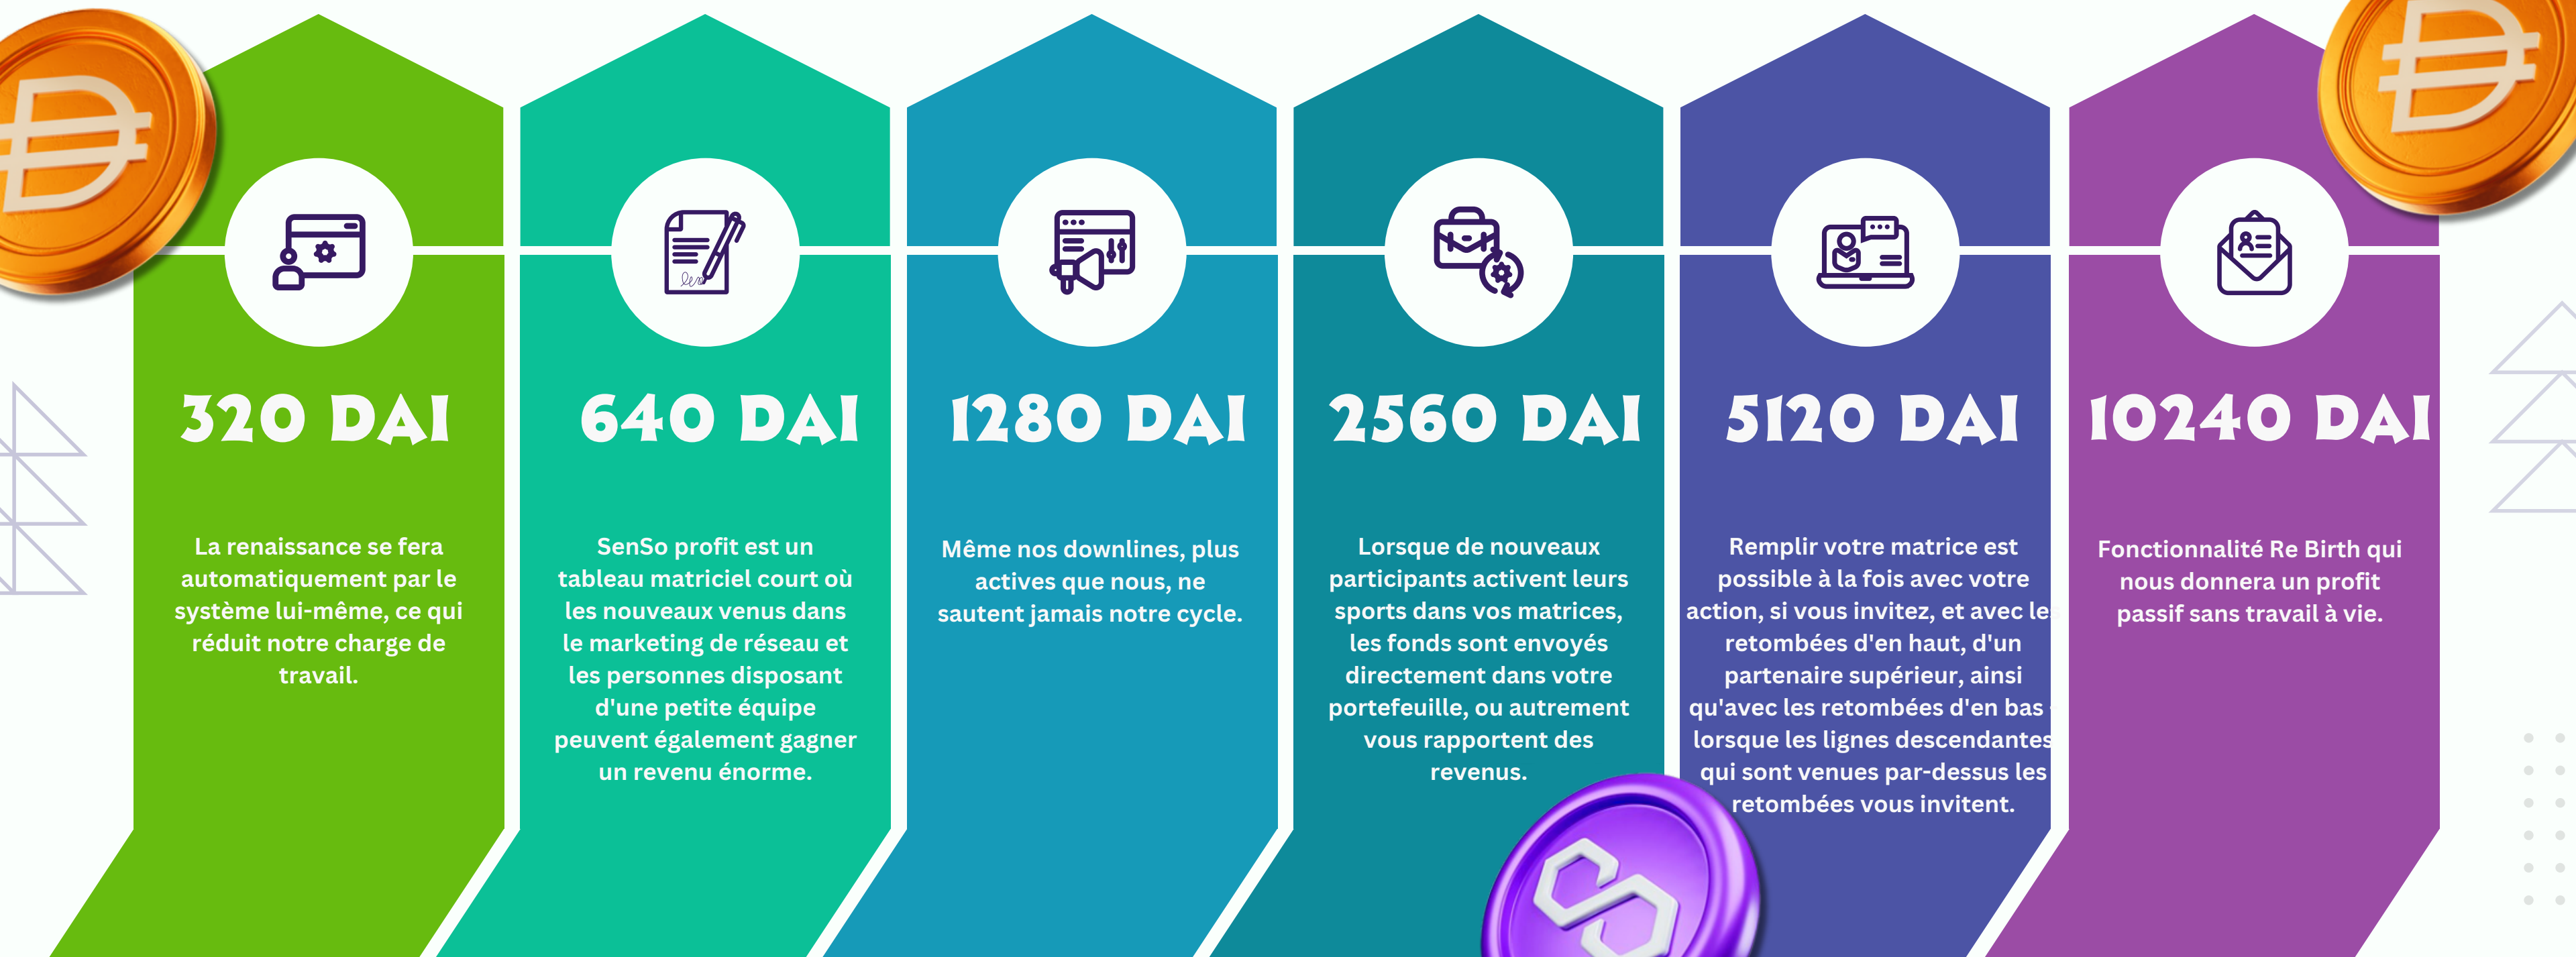 320 DAI
La renaissance se fera
automatiquement par le
système lui-même, ce qui
réduit notre charge de
travail.
640 DAI
SenSo profit est un
tableau matriciel court où
les nouveaux venus dans
le marketing de réseau et
les personnes disposant
d'une petite équipe
peuvent également gagner
un revenu énorme.
1280 DAI
Même nos downlines, plus
actives que nous, ne
sautent jamais notre cycle.
2560 DAI
Lorsque de nouveaux
participants activent leurs
sports dans vos matrices,
les fonds sont envoyés
directement dans votre
portefeuille, ou autrement
vous rapportent des
revenus.
5120 DAI
Remplir votre matrice est
possible à la fois avec votre
action, si vous invitez, et avec les
retombées d'en haut, d'un
partenaire supérieur, ainsi
qu'avec les retombées d'en bas -
lorsque les lignes descendantes
qui sont venues par-dessus les
retombées vous invitent.
10240 DAI
Fonctionnalité Re Birth qui
nous donnera un profit
passif sans travail à vie.